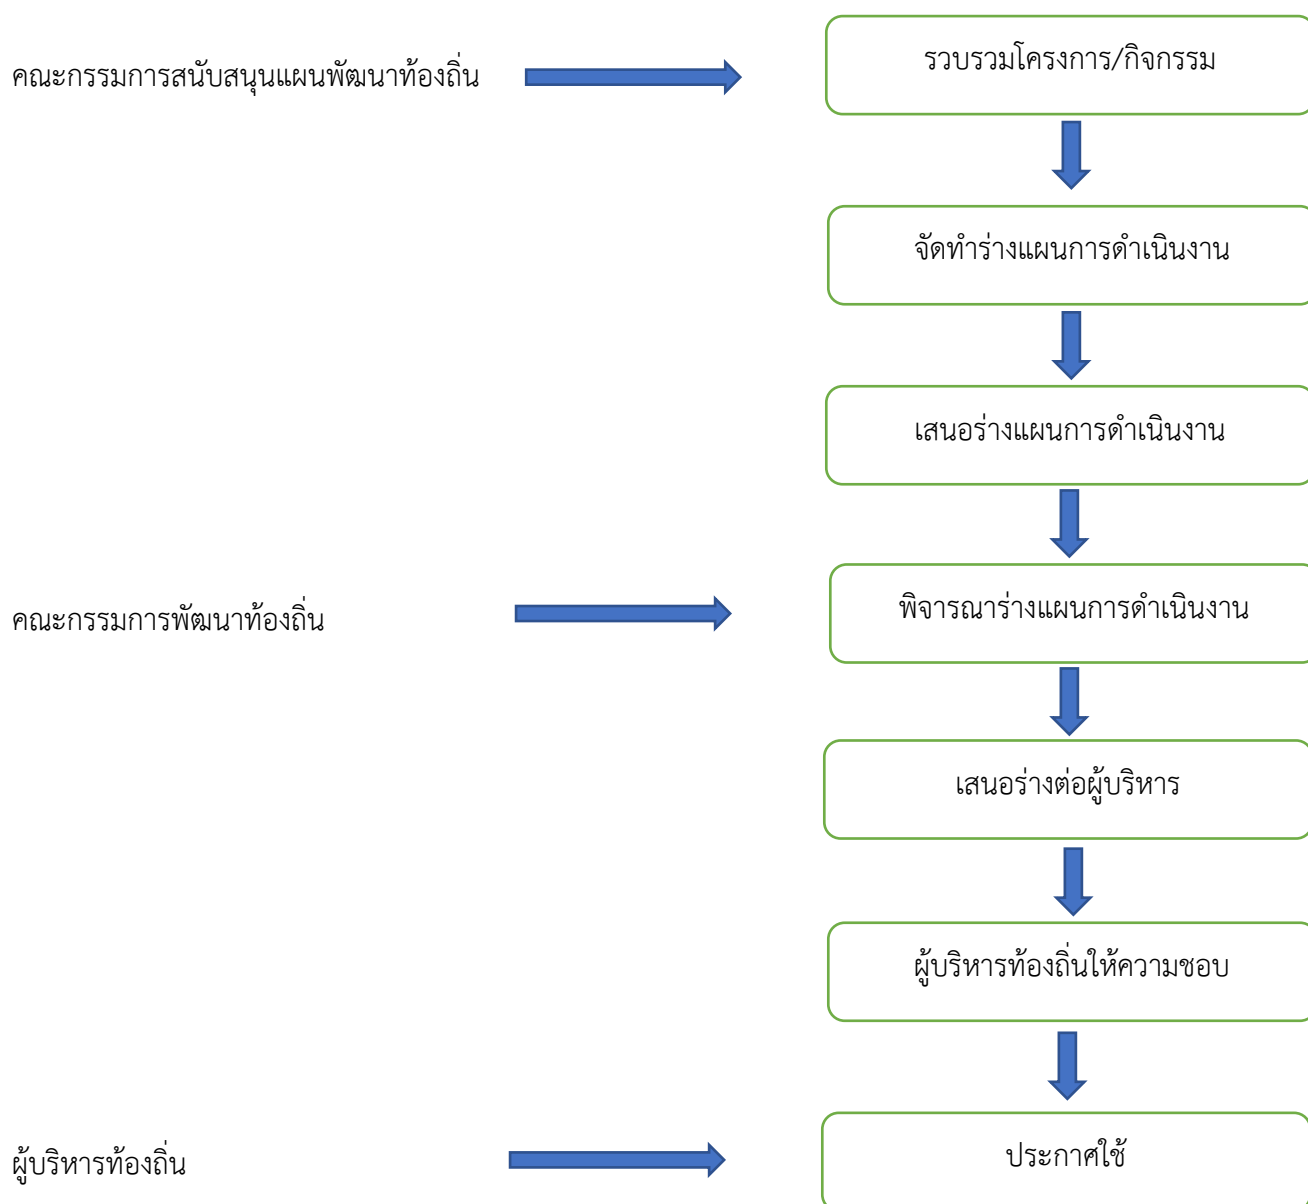 คณะกรรมการสนับสนุนแผนพัฒนาท้องถิ่น
รวบรวมโครงการ/กิจกรรม
จัดทำร่างแผนการดำเนินงาน
เสนอร่างแผนการดำเนินงาน
คณะกรรมการพัฒนาท้องถิ่น
พิจารณาร่างแผนการดำเนินงาน
เสนอร่างต่อผู้บริหาร
ผู้บริหารท้องถิ่นให้ความชอบ
ผู้บริหารท้องถิ่น
ประกาศใช้